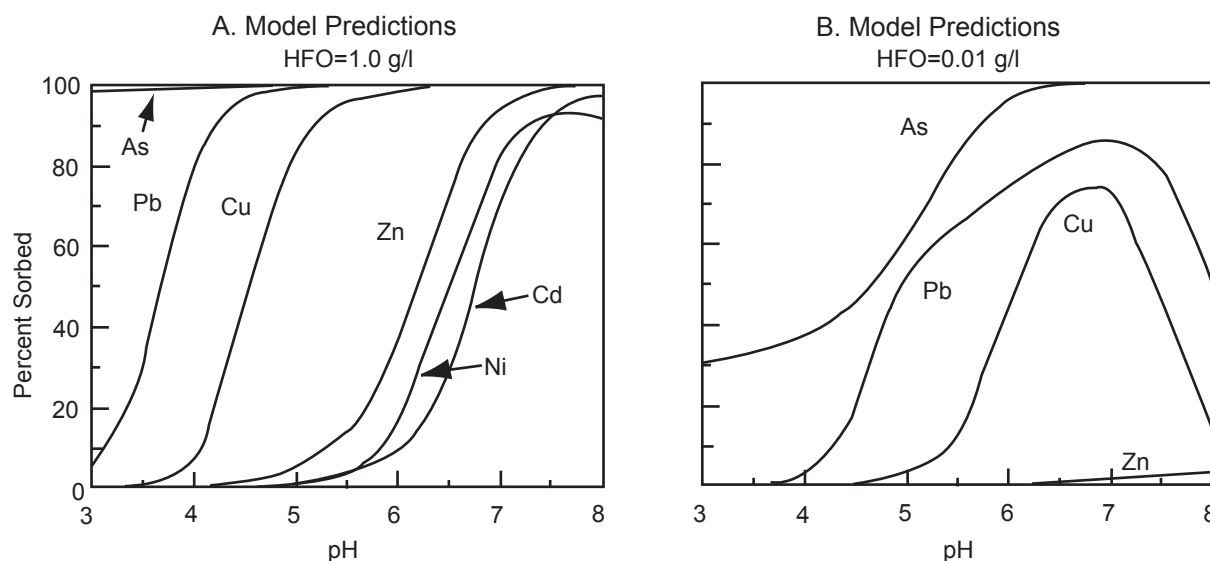 A. Model Predictions
HFO=1.0 g/l
Percent Sorbed
100
80
60
40
20
0
As
Pb
Cu
Zn
Cd
Ni
3 4 5 6 7 8
pH
B. Model Predictions
HFO=0.01 g/l
As
Pb
Cu
Zn
3 4 5 6 7 8
pH